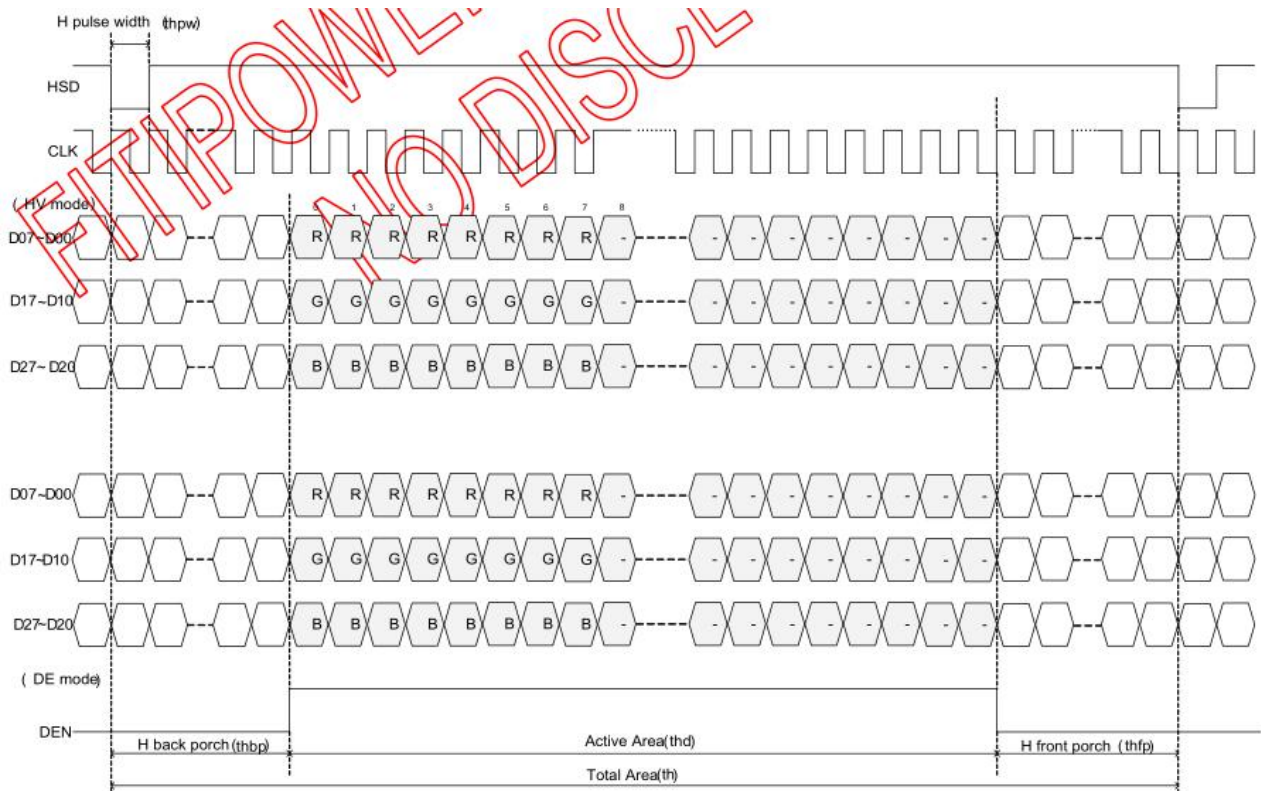 H pulse width (thpw)
HSD
CLK
( HV mode)
0 1 2 3 4 5 6 7 8
D07~D00 R R R R R R R R - - - - - - - - -
D17~D10 G G G G G G G G - - - - - - - - -
D27~ D20 B B B B B B B B - - - - - - - - -
D07~D00 R R R R R R R R - - - - - - - - -
D17~D10 G G G G G G G G - - - - - - - - -
D27~D20 B B B B B B B B - - - - - - - - -
( DE mode)
DEN
H back porch (thbp) Active Area(thd) H front porch (thfp)
Total Area(th)
FITIPOWE
NO DISCL